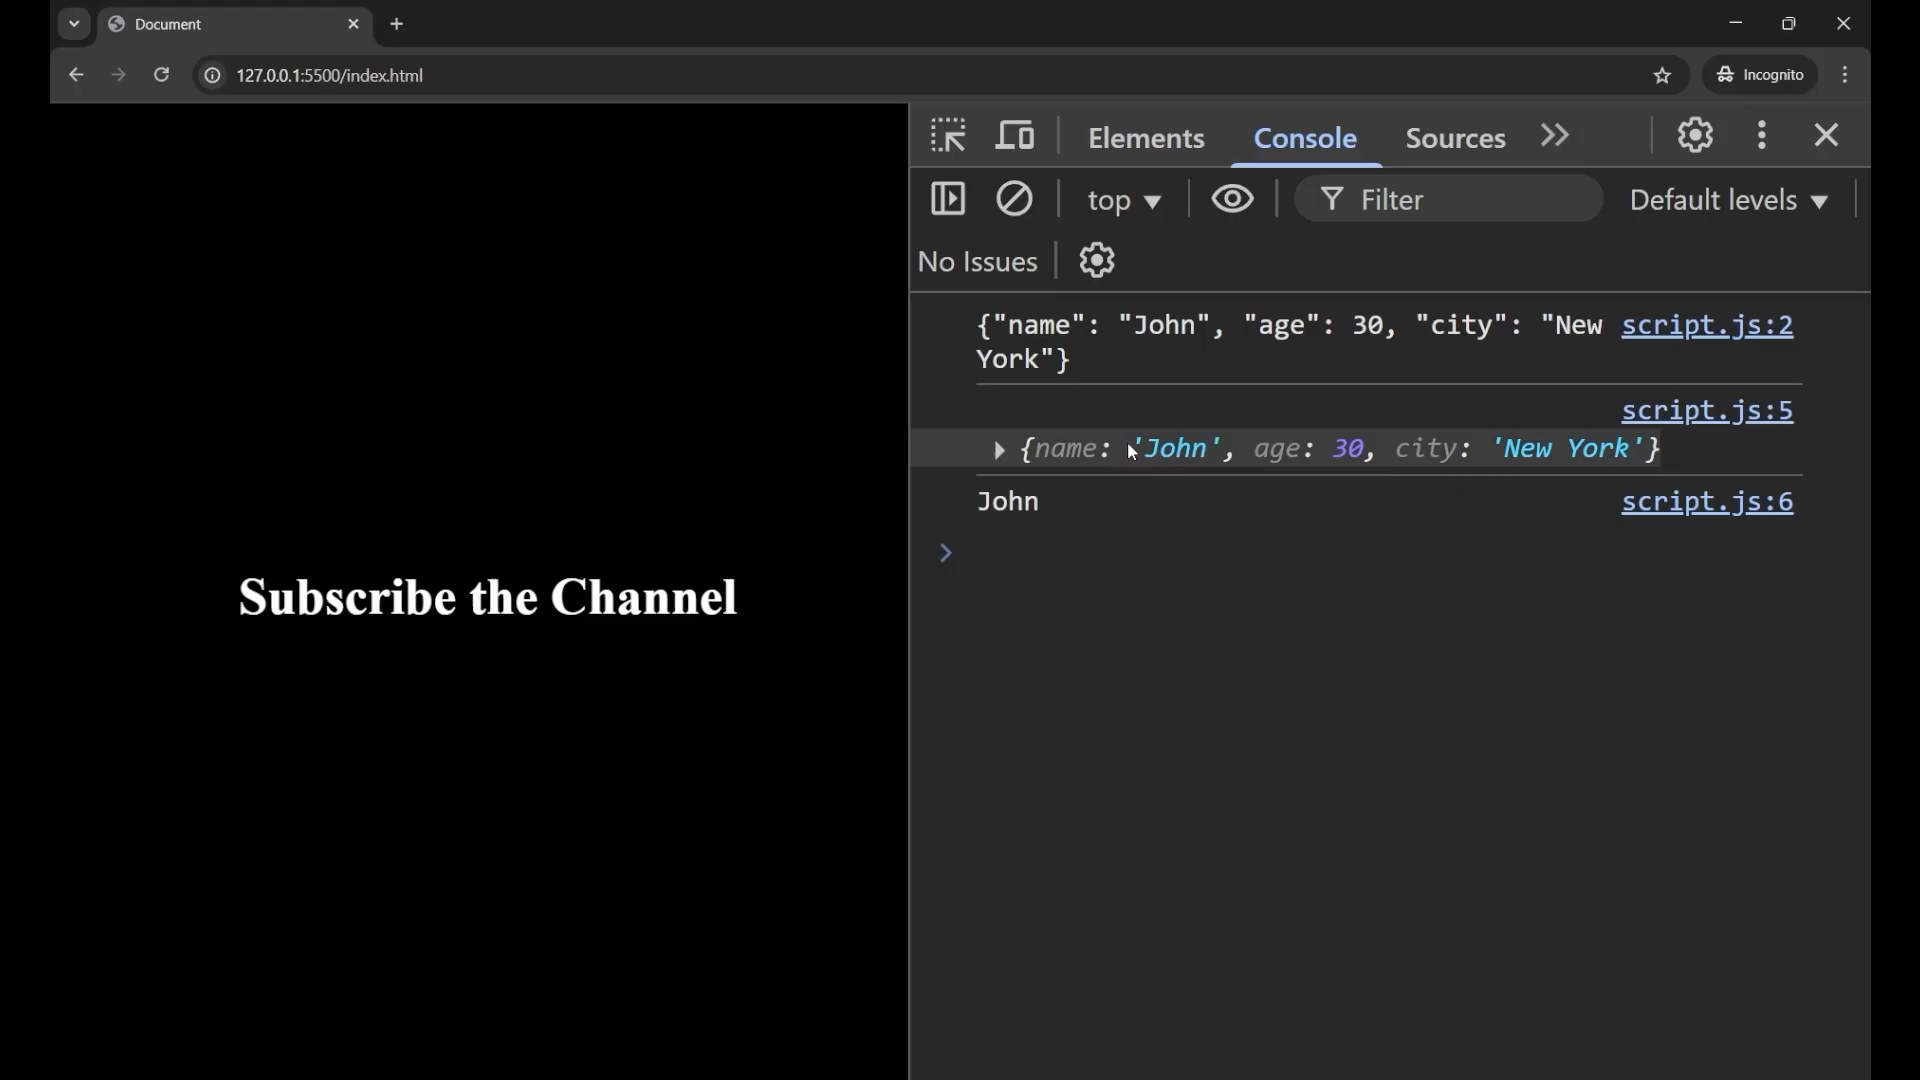 Document
127.0.0.1:5500/index.html
Incognito
Elements Console Sources
top Filter Default levels
No Issues
{"name": "John", "age": 30, "city": "New script.js:2
York"}
script.js:5
{name: 'John', age: 30, city: 'New York'}
John script.js:6
Subscribe the Channel